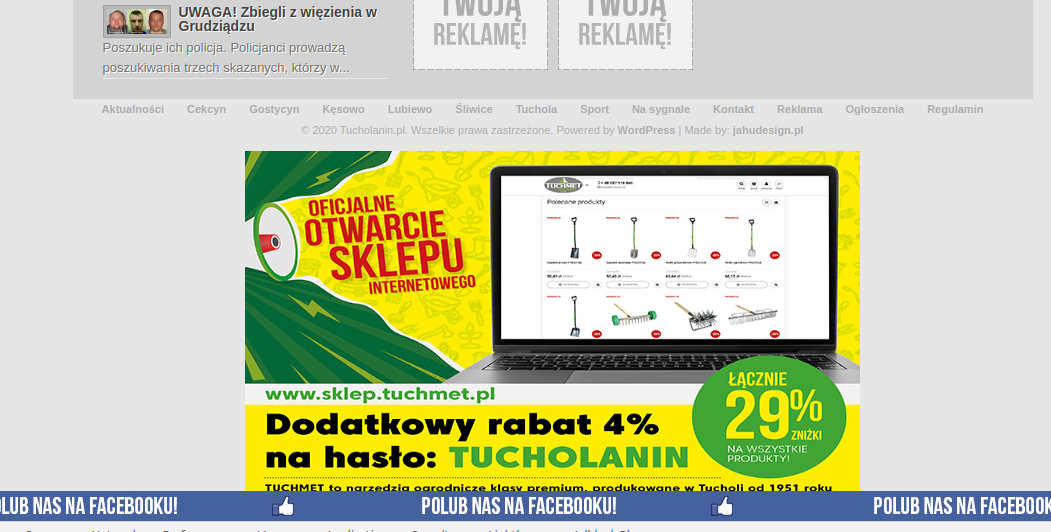 TWOJĄ
REKLAMĘ!
TWOJĄ
REKLAMĘ!
UWAGA! Zbiegli z więzienia w
Grudziądzu
Poszukuje ich policja. Policjanci prowadzą
poszukiwania trzech skazanych, którzy w...
Aktualności Cekcyn Gostycyn Kęsowo Lubiewo Śliwice Tuchola Sport Na sygnale Kontakt Reklama Ogłoszenia Regulamin
© 2020 Tucholanin.pl. Wszelkie prawa zastrzeżone. Powered by WordPress | Made by: jahudesign.pl
OFICJALNE
OTWARCIE
SKLEPU
INTERNETOWEGO
TUCHMET
Polecane produkty
www.sklep.tuchmet.pl
ŁĄCZNIE
29%
ZNIŻKI
NA WSZYSTKIE
PRODUKTY!
Dodatkowy rabat 4%
na hasło: TUCHOLANIN
TUCHMET to narzędzia ogrodnicze klasy premium, produkowane w Tucholi od 1951 roku
OLUB NAS NA FACEBOOKU! POLUB NAS NA FACEBOOKU! POLUB NAS NA FACEBOOK